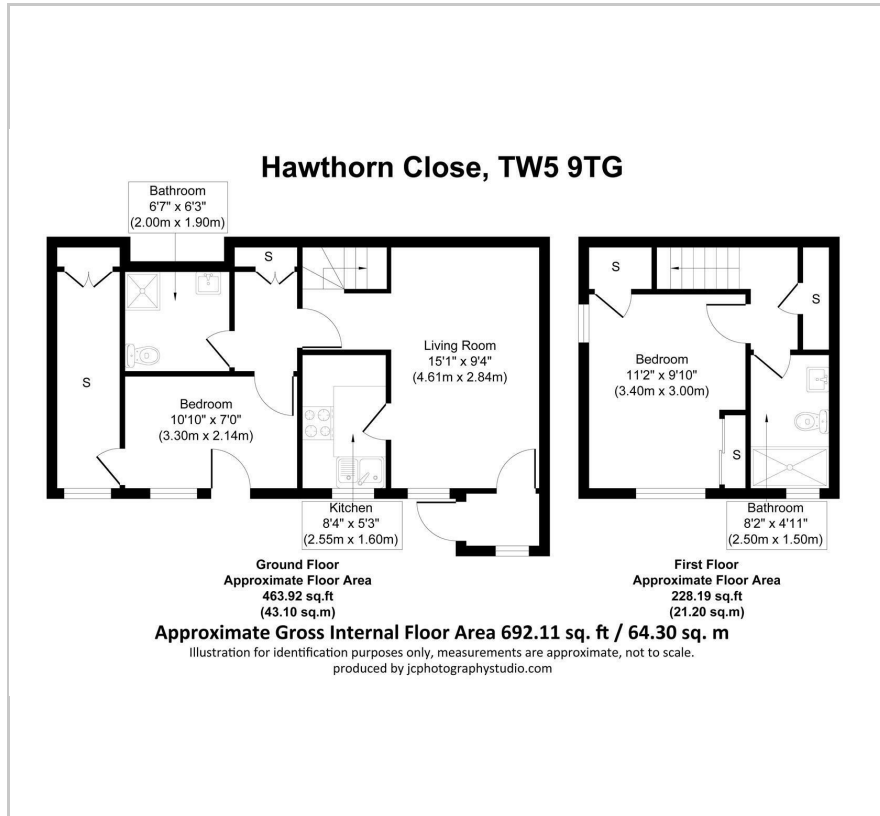 Hawthorn Close, TW5 9TG
Bathroom
6'7" x 6'3"
(2.00m x 1.90m)
S
S
Living Room
15'1" x 9'4"
(4.61m x 2.84m)
Bedroom
10'10" x 7'0"
(3.30m x 2.14m)
Kitchen
8'4" x 5'3"
(2.55m x 1.60m)
Ground Floor
Approximate Floor Area
463.92 sq.ft
(43.10 sq.m)
S
S
Bedroom
11'2" x 9'10"
(3.40m x 3.00m)
S
Bathroom
8'2" x 4'11"
(2.50m x 1.50m)
First Floor
Approximate Floor Area
228.19 sq.ft
(21.20 sq.m)
Approximate Gross Internal Floor Area 692.11 sq. ft / 64.30 sq. m
Illustration for identification purposes only, measurements are approximate, not to scale.
produced by jcphotographystudio.com